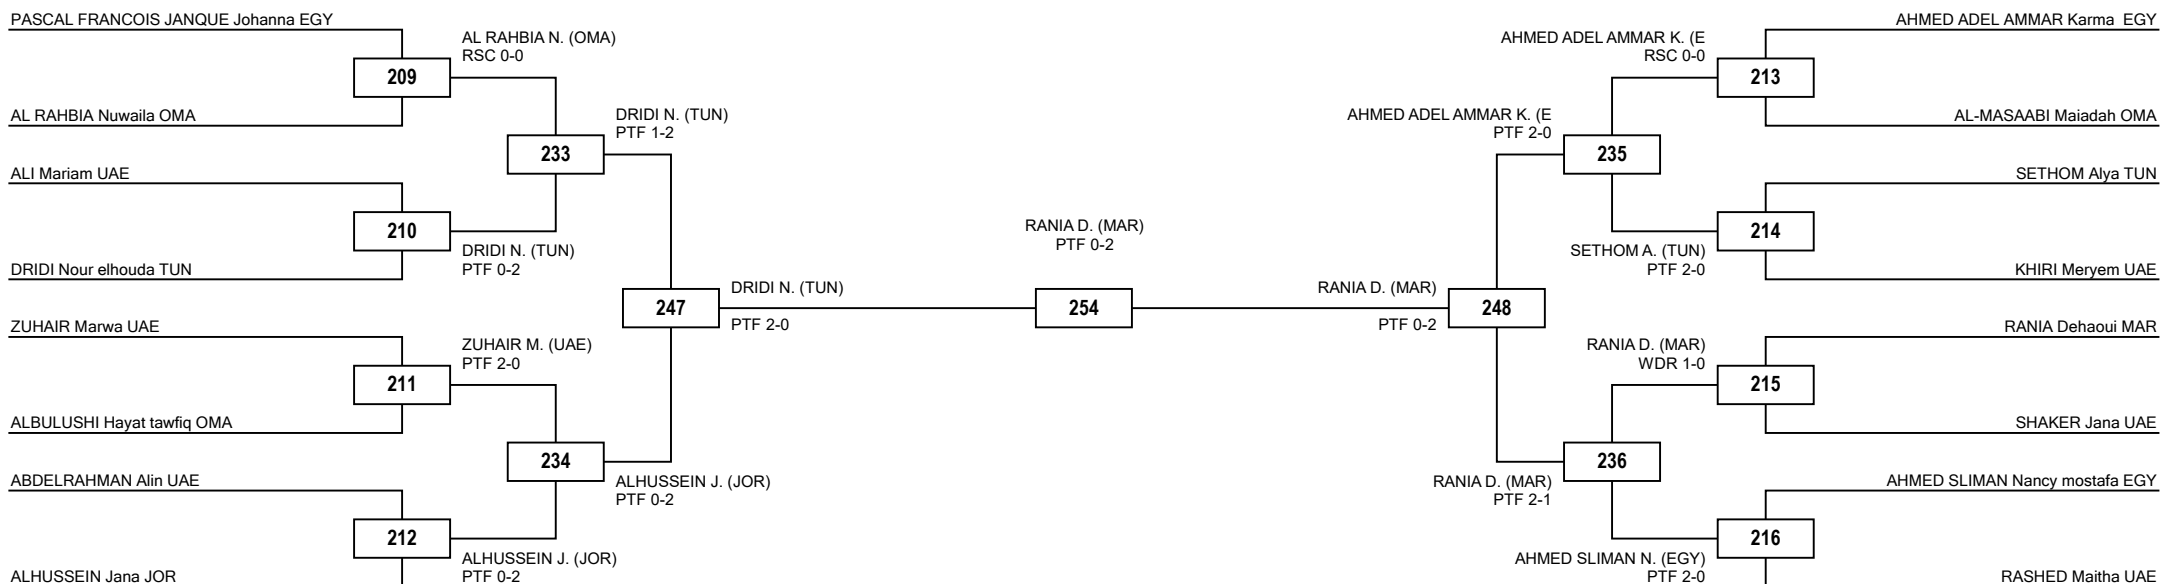 PASCAL FRANCOIS JANQUE Johanna EGY
AL RAHBIA N. (OMA)
RSC 0-0
209
AL RAHBIA Nuwaila OMA
DRIDI N. (TUN)
PTF 1-2
233
ALI Mariam UAE
210
DRIDI N. (TUN)
PTF 0-2
DRIDI Nour elhouda TUN
247
DRIDI N. (TUN)
PTF 2-0
ZUHAIR Marwa UAE
ZUHAIR M. (UAE)
PTF 2-0
211
ALBULUSHI Hayat tawfiq OMA
234
ALHUSSEIN J. (JOR)
PTF 0-2
ABDELRAHMAN Alin UAE
212
ALHUSSEIN J. (JOR)
PTF 0-2
ALHUSSEIN Jana JOR
RANIA D. (MAR)
PTF 0-2
254
AHMED ADEL AMMAR Karma EGY
AHMED ADEL AMMAR K. (E
RSC 0-0
213
AL-MASAABI Maiadah OMA
AHMED ADEL AMMAR K. (E
PTF 2-0
235
SETHOM Alya TUN
214
SETHOM A. (TUN)
PTF 2-0
KHIRI Meryem UAE
RANIA D. (MAR)
PTF 0-2
248
RANIA Dehaoui MAR
RANIA D. (MAR)
WDR 1-0
215
SHAKER Jana UAE
236
RANIA D. (MAR)
PTF 2-1
AHMED SLIMAN Nancy mostafa EGY
216
AHMED SLIMAN N. (EGY)
PTF 2-0
RASHED Maitha UAE